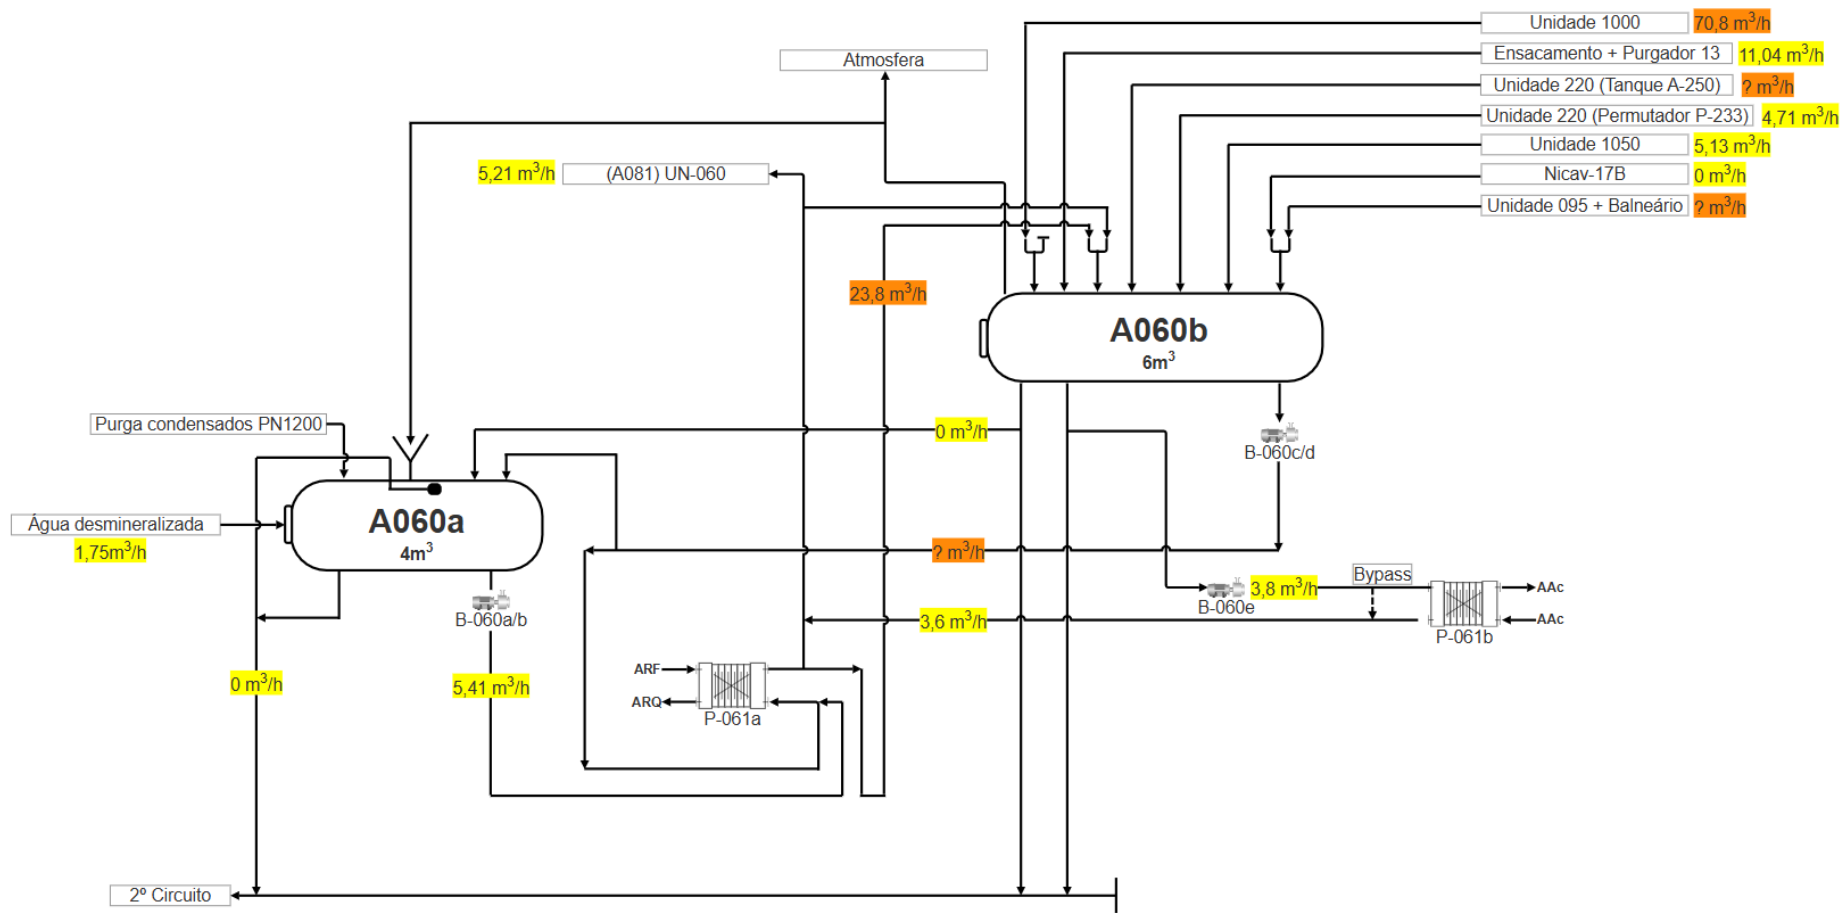 Unidade 1000 70,8 m³/h
Atmosfera
Ensacamento + Purgador 13 11,04 m³/h
Unidade 220 (Tanque A-250) ? m³/h
Unidade 220 (Permutador P-233) 4,71 m³/h
Unidade 1050 5,13 m³/h
5,21 m³/h (A081) UN-060
Nicav-17B 0 m³/h
Unidade 095 + Balneário ? m³/h
23,8 m³/h
A060b
6m³
Purga condensados PN1200
0 m³/h
B-060c/d
Água desmineralizada
1,75m³/h
A060a
4m³
? m³/h
Bypass
B-060e
3,8 m³/h
AAc
AAc
P-061b
B-060a/b
3,6 m³/h
0 m³/h
5,41 m³/h
ARF
ARQ
P-061a
2º Circuito